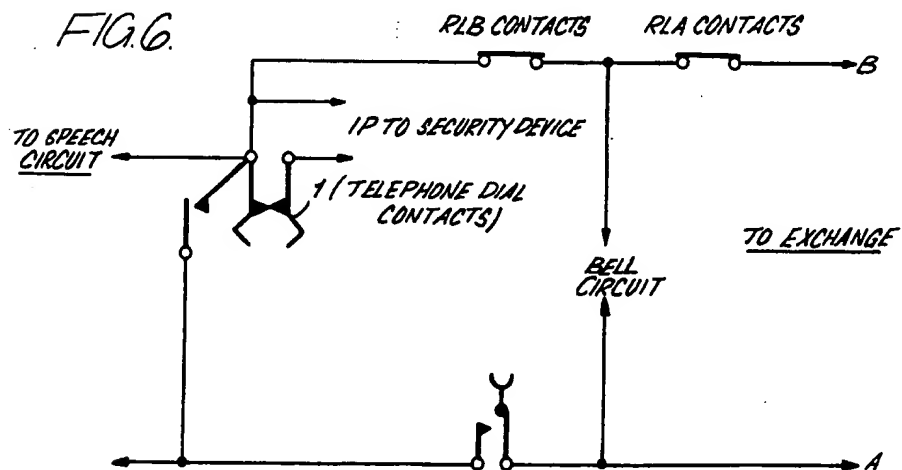 FIG.6.
RLB CONTACTS
RLA CONTACTS
B
TO SPEECH
CIRCUIT
IP TO SECURITY DEVICE
1 (TELEPHONE DIAL
CONTACTS)
TO EXCHANGE
BELL
CIRCUIT
A